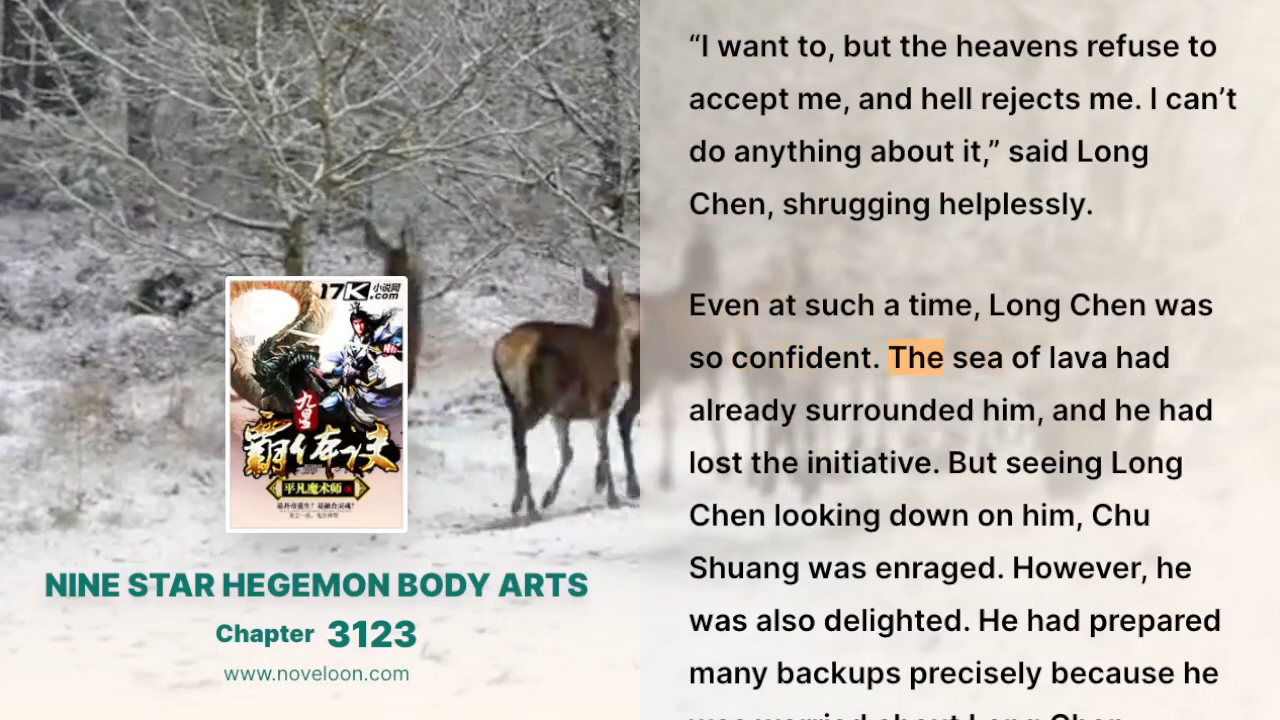 17K 小说网
.com
九星
霸体诀
平凡魔术师
NINE STAR HEGEMON BODY ARTS
Chapter 3123
www.noveloon.com
“I want to, but the heavens refuse to
accept me, and hell rejects me. I can’t
do anything about it,” said Long
Chen, shrugging helplessly.
Even at such a time, Long Chen was
so confident. The sea of lava had
already surrounded him, and he had
lost the initiative. But seeing Long
Chen looking down on him, Chu
Shuang was enraged. However, he
was also delighted. He had prepared
many backups precisely because he